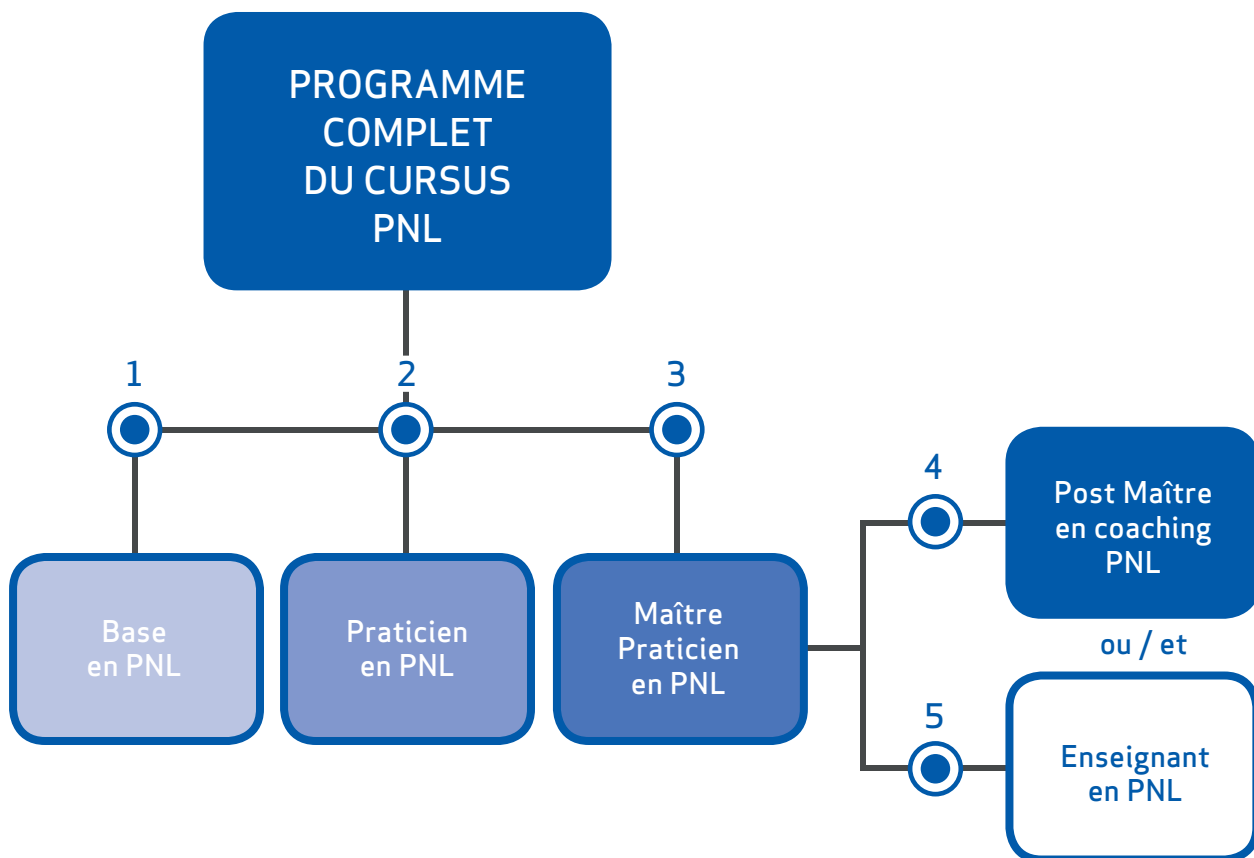 PROGRAMME
COMPLET
DU CURSUS
PNL
1
2
3
Base
en PNL
Praticien
en PNL
Maître
Praticien
en PNL
4
Post Maître
en coaching
PNL
ou / et
5
Enseignant
en PNL